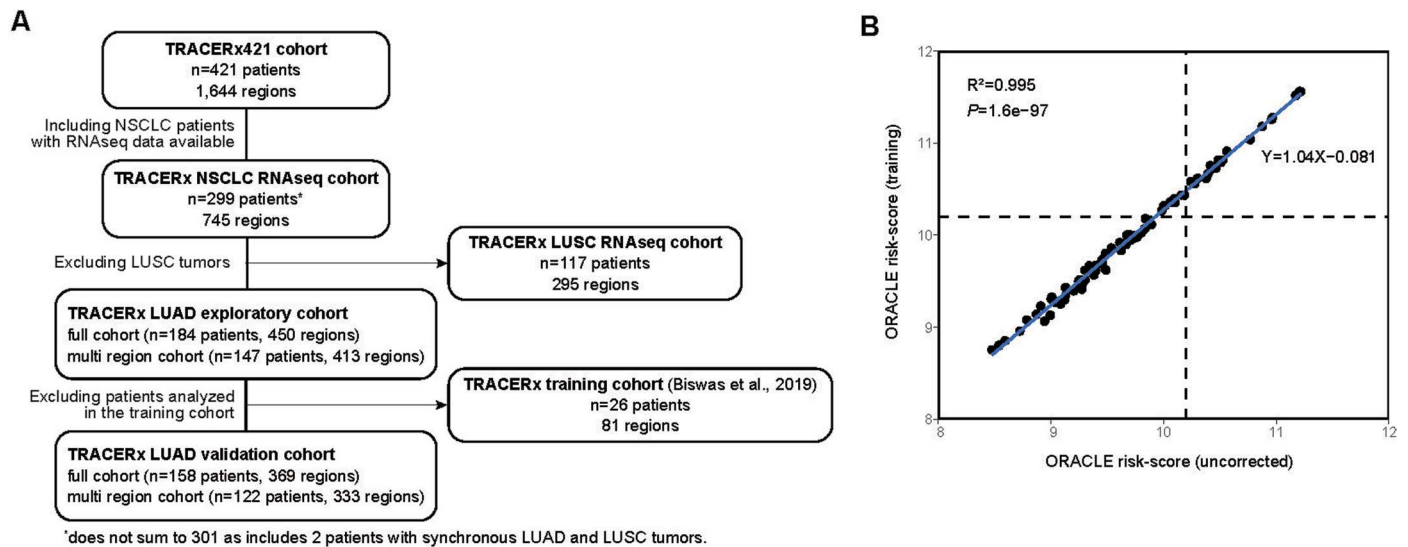 A
TRACERx421 cohort
n=421 patients
1,644 regions
Including NSCLC patients
with RNAseq data available
TRACERx NSCLC RNAseq cohort
n=299 patients*
745 regions
Excluding LUSC tumors
TRACERx LUSC RNAseq cohort
n=117 patients
295 regions
TRACERx LUAD exploratory cohort
full cohort (n=184 patients, 450 regions)
multi region cohort (n=147 patients, 413 regions)
Excluding patients analyzed
in the training cohort
TRACERx training cohort (Biswas et al., 2019)
n=26 patients
81 regions
TRACERx LUAD validation cohort
full cohort (n=158 patients, 369 regions)
multi region cohort (n=122 patients, 333 regions)
*does not sum to 301 as includes 2 patients with synchronous LUAD and LUSC tumors.
B
12
11
10
9
8
ORACLE risk-score (training)
R²=0.995
P=1.6e−97
Y=1.04X−0.081
8
9
10
11
12
ORACLE risk-score (uncorrected)